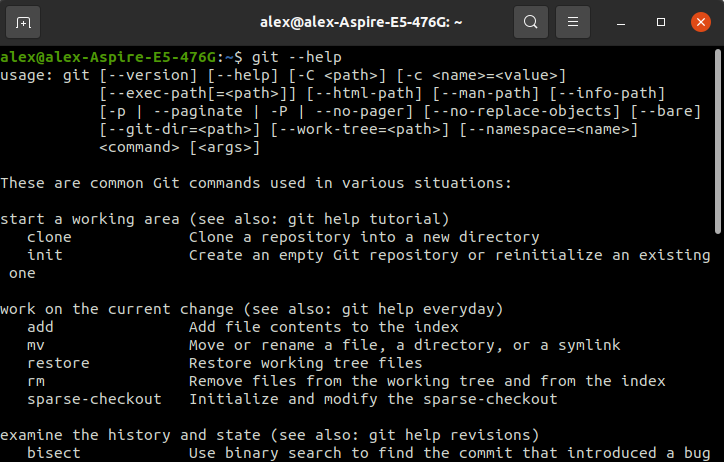 alex@alex-Aspire-E5-476G: ~
alex@alex-Aspire-E5-476G:~$ git --help
usage: git [--version] [--help] [-C <path>] [-c <name>=<value>]
           [--exec-path[=<path>]] [--html-path] [--man-path] [--info-path]
           [-p | --paginate | -P | --no-pager] [--no-replace-objects] [--bare]
           [--git-dir=<path>] [--work-tree=<path>] [--namespace=<name>]
           <command> [<args>]

These are common Git commands used in various situations:

start a working area (see also: git help tutorial)
   clone             Clone a repository into a new directory
   init              Create an empty Git repository or reinitialize an existing
 one

work on the current change (see also: git help everyday)
   add               Add file contents to the index
   mv                Move or rename a file, a directory, or a symlink
   restore           Restore working tree files
   rm                Remove files from the working tree and from the index
   sparse-checkout   Initialize and modify the sparse-checkout

examine the history and state (see also: git help revisions)
   bisect            Use binary search to find the commit that introduced a bug